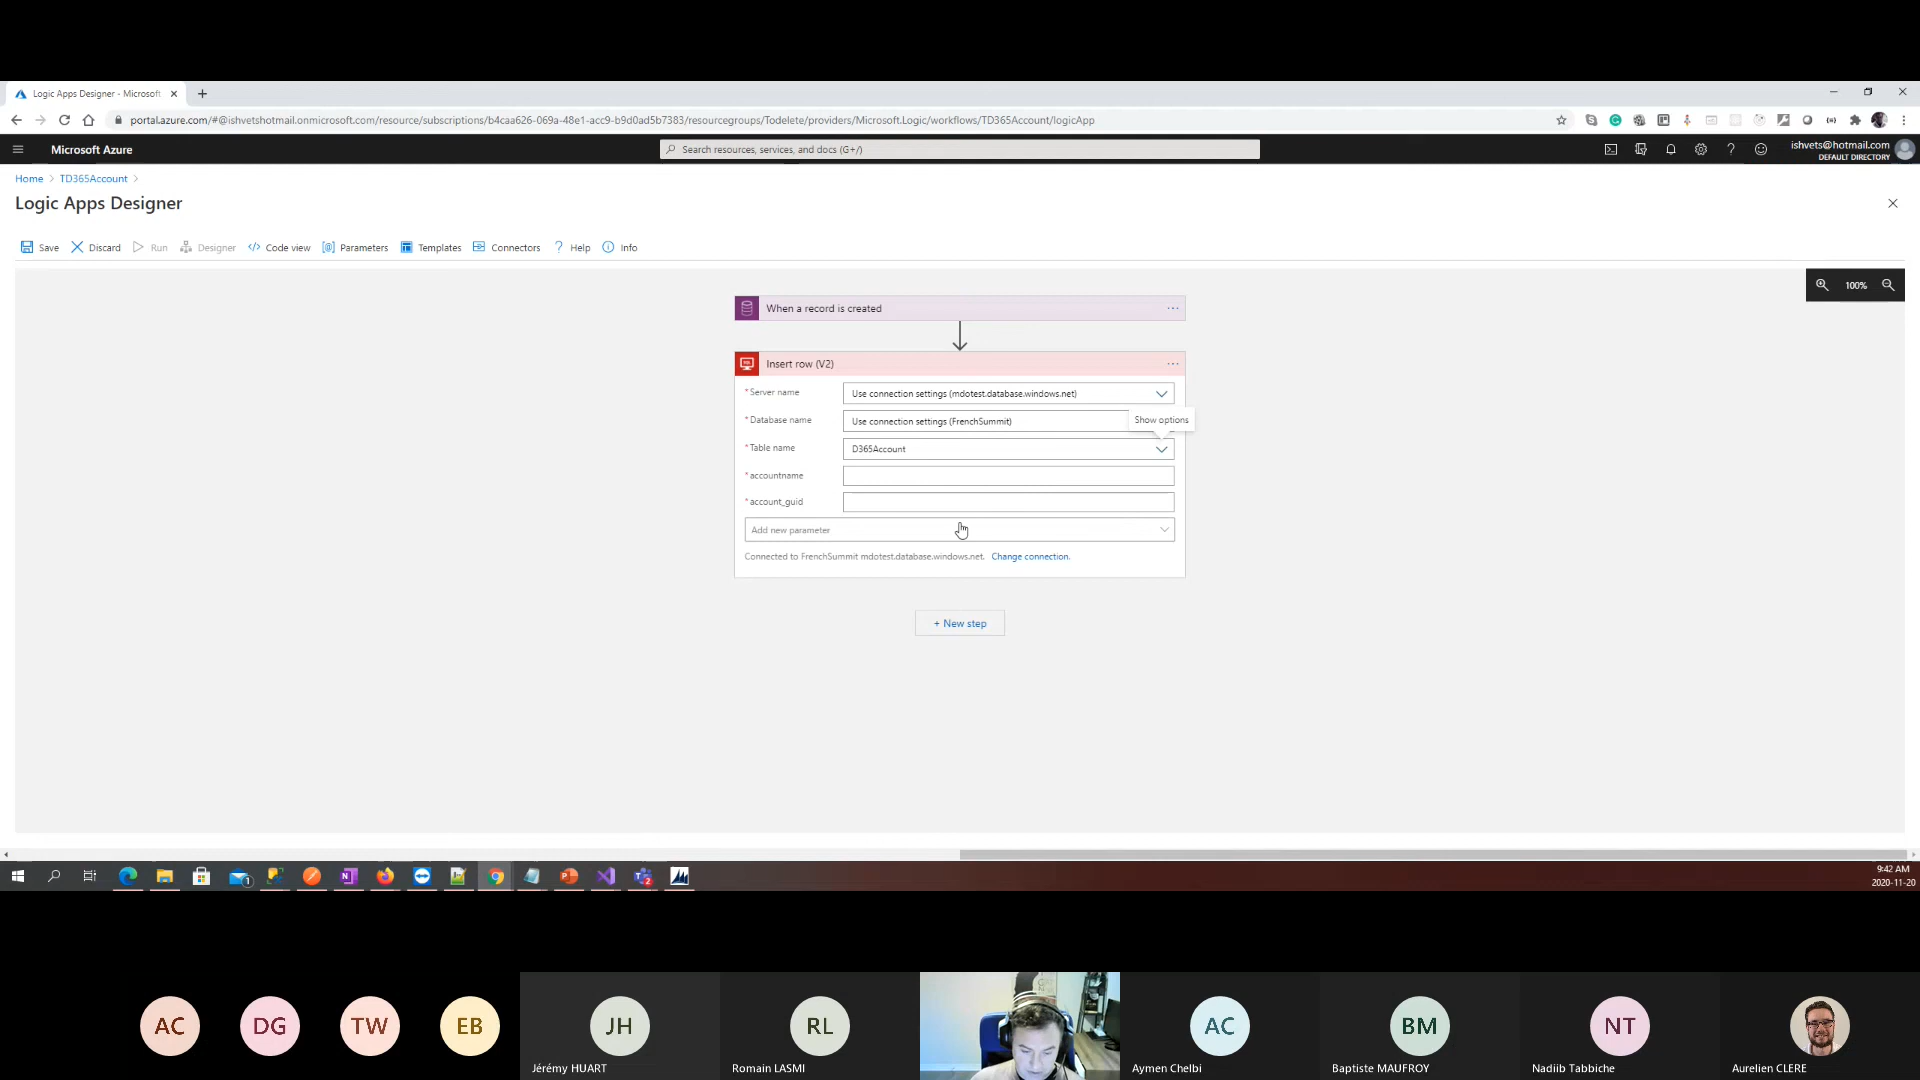 Logic Apps Designer - Microsoft
portal.azure.com/#@ishvetshotmail.onmicrosoft.com/resource/subscriptions/b4caa626-069a-48e1-acc9-b9d0ad5b7383/resourcegroups/Todelete/providers/Microsoft.Logic/workflows/TD365Account/logicApp
Microsoft Azure
Search resources, services, and docs (G+/)
ishvets@hotmail.com
DEFAULT DIRECTORY
Home > TD365Account >
Logic Apps Designer
Save Discard Run Designer Code view Parameters Templates Connectors Help Info
100%
When a record is created
Insert row (V2)
* Server name Use connection settings (mdotest.database.windows.net)
* Database name Use connection settings (FrenchSummit)
Show options
* Table name D365Account
* accountname
* account_guid
Add new parameter
Connected to FrenchSummit mdotest.database.windows.net. Change connection.
+ New step
9:42 AM
2020-11-20
AC DG TW EB JH RL AC BM NT
Jérémy HUART Romain LASMI Aymen Chelbi Baptiste MAUFROY Nadiib Tabbiche Aurelien CLERE